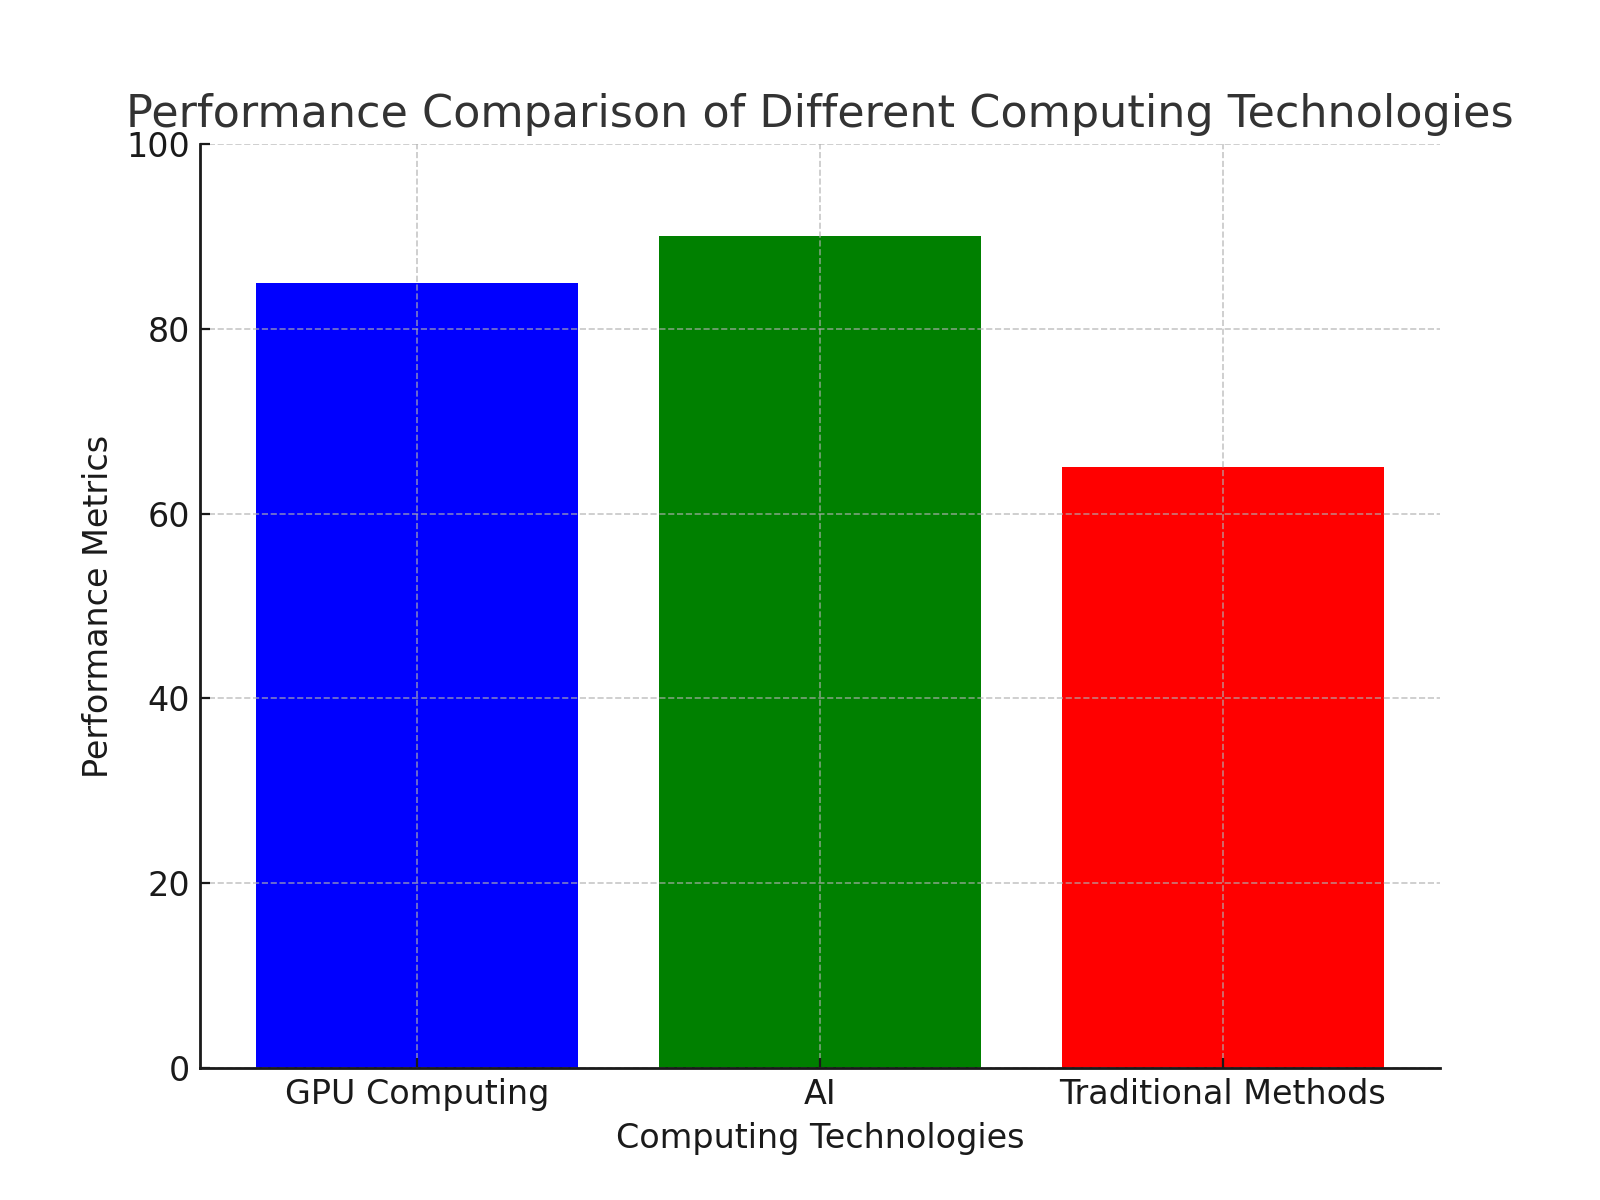 Performance Comparison of Different Computing Technologies
100
80
60
40
20
0
Performance Metrics
GPU Computing
AI
Traditional Methods
Computing Technologies